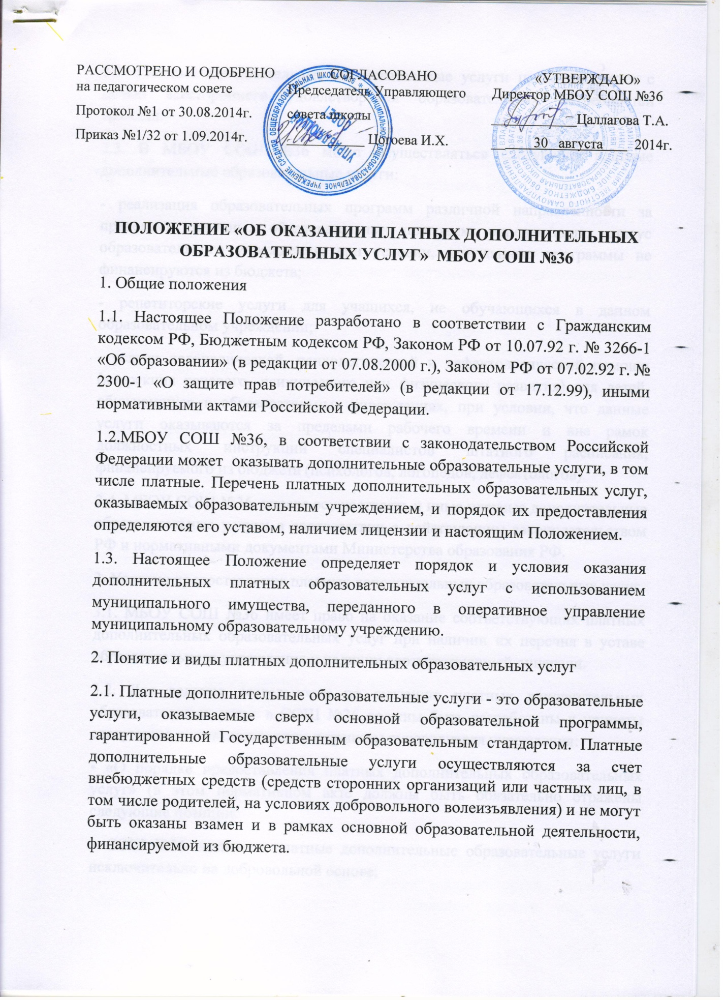 РАССМОТРЕНО И ОДОБРЕНО
на педагогическом совете
Протокол №1 от 30.08.2014г.
Приказ №1/32 от 1.09.2014г.
СОГЛАСОВАНО
Председатель Управляющего
совета школы
____________Цогоева И.Х.
«УТВЕРЖДАЮ»
Директор МБОУ СОШ №36
____________Цаллагова Т.А.
30 августа 2014г.
МУНИЦИПАЛЬНОЕ ОБЩЕОБРАЗОВАТЕЛЬНОЕ УЧРЕЖДЕНИЕ СРЕДНЯЯ ОБЩЕОБРАЗОВАТЕЛЬНАЯ ШКОЛА №36
УПРАВЛЯЮЩИЙ
СОВЕТ
ПОЛОЖЕНИЕ «ОБ ОКАЗАНИИ ПЛАТНЫХ ДОПОЛНИТЕЛЬНЫХ
ОБРАЗОВАТЕЛЬНЫХ УСЛУГ» МБОУ СОШ №36
1. Общие положения
1.1. Настоящее Положение разработано в соответствии с Гражданским
кодексом РФ, Бюджетным кодексом РФ, Законом РФ от 10.07.92 г. № 3266-1
«Об образовании» (в редакции от 07.08.2000 г.), Законом РФ от 07.02.92 г. №
2300-1 «О защите прав потребителей» (в редакции от 17.12.99), иными
нормативными актами Российской Федерации.
1.2.МБОУ СОШ №36, в соответствии с законодательством Российской
Федерации может оказывать дополнительные образовательные услуги, в том
числе платные. Перечень платных дополнительных образовательных услуг,
оказываемых образовательным учреждением, и порядок их предоставления
определяются его уставом, наличием лицензии и настоящим Положением.
1.3. Настоящее Положение определяет порядок и условия оказания
дополнительных платных образовательных услуг с использованием
муниципального имущества, переданного в оперативное управление
муниципальному образовательному учреждению.
2. Понятие и виды платных дополнительных образовательных услуг
2.1. Платные дополнительные образовательные услуги - это образовательные
услуги, оказываемые сверх основной образовательной программы,
гарантированной Государственным образовательным стандартом. Платные
дополнительные образовательные услуги осуществляются за счет
внебюджетных средств (средств сторонних организаций или частных лиц, в
том числе родителей, на условиях добровольного волеизъявления) и не могут
быть оказаны взамен и в рамках основной образовательной деятельности,
финансируемой из бюджета.